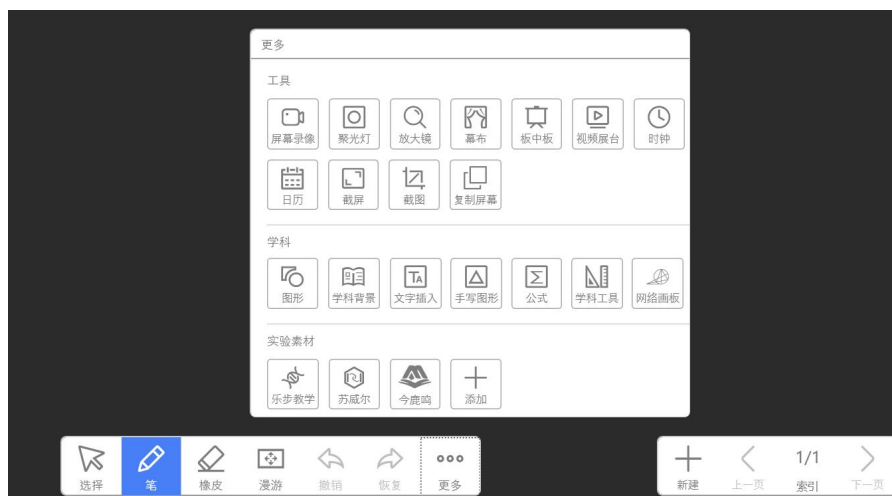 更多
工具
屏幕录像 聚光灯 放大镜 幕布 板中板 视频展台 时钟
日历 截屏 截图 复制屏幕
学科
图形 学科背景 文字插入 手写图形 公式 学科工具 网络画板
实验素材
乐步教学 苏威尔 今鹿鸣 添加
选择 笔 橡皮 漫游 撤销 恢复 更多 新建 上一页 1/1 索引 下一页